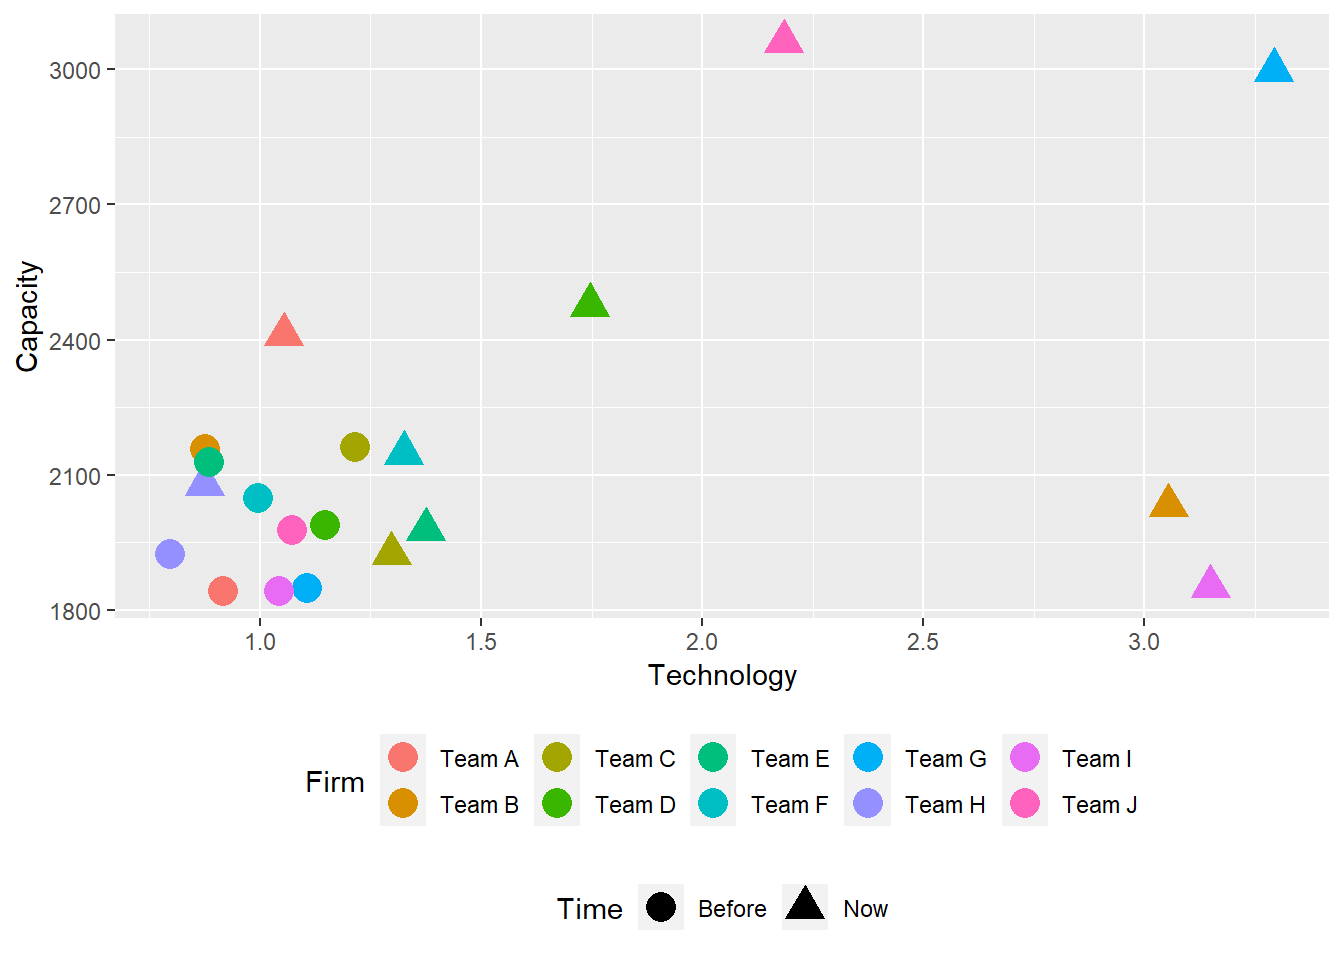 3000
2700
2400
2100
1800
Capacity
1.0 1.5 2.0 2.5 3.0
Technology
Firm
Team A Team C Team E Team G Team I
Team B Team D Team F Team H Team J
Time Before Now